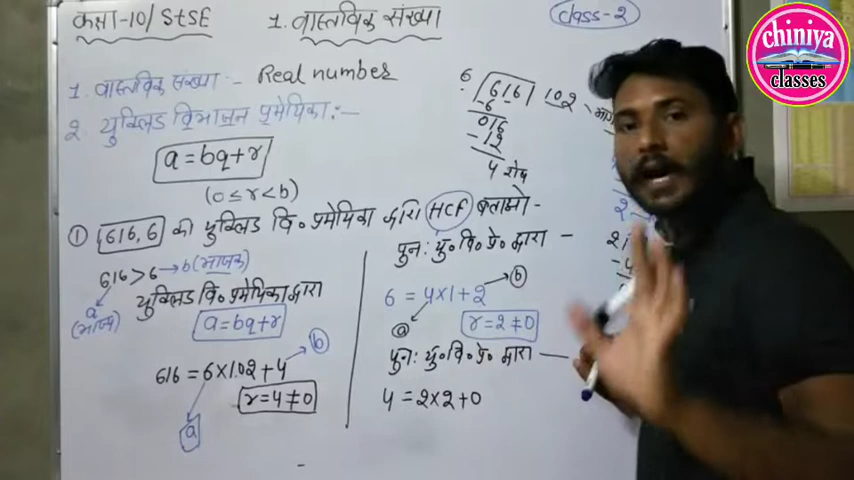 कक्षा-10/StSE
1. वास्तविक संख्या
class-2
chiniya
classes
1. वास्तविक संख्या :- Real number
2. युक्लिड विभाजन प्रमेयिका :-
a = bq+r
(0≤r<b)
① 616, 6 की युक्लिड वि० प्रमेयिका द्वारा HCF बताओ-
616 > 6 → b(भाजक)
a
(भाज्य)
युक्लिड वि० प्रमेयिका द्वारा
a = bq+r
616 = 6×102+4
b
r=4≠0
a
पुनः यु० वि० प्रे० द्वारा -
6 = 4×1+2
b
a
r=2≠0
पुनः यु० वि० प्रे० द्वारा —
4 = 2×2+0
6 616 102
-6
016
-12
4 शेष